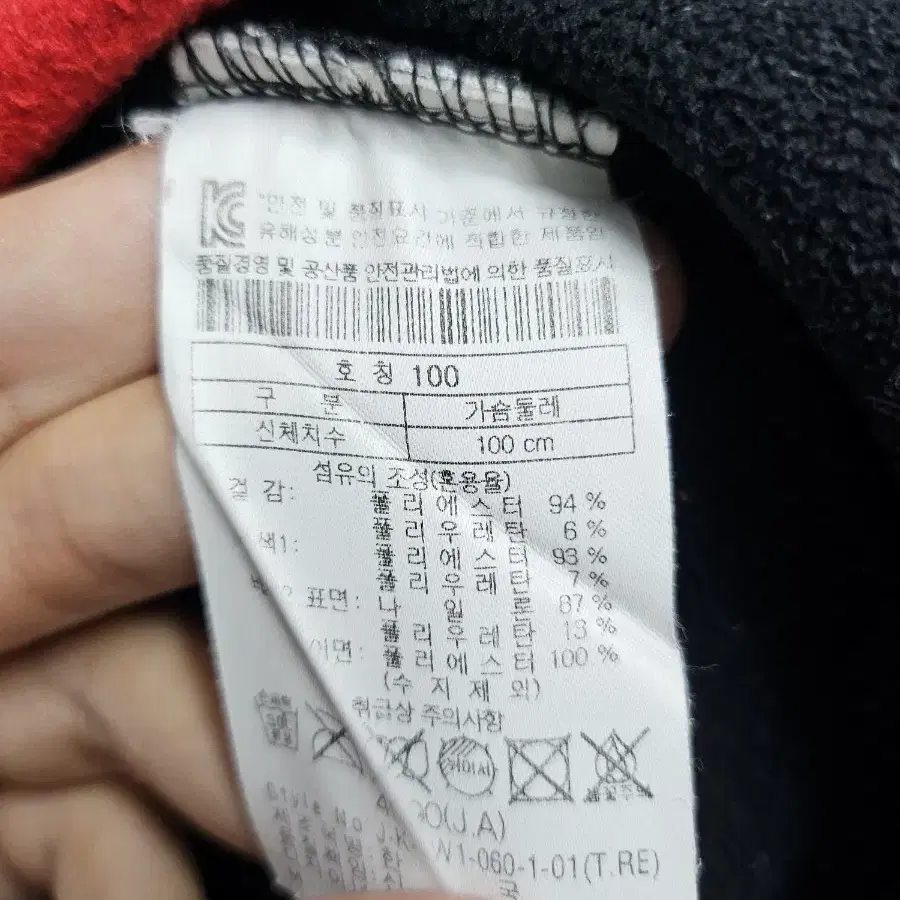 "안전 및 품질표시 기준에서 규정한
유해성분 안전요건에 적합한 제품임
품질경영 및 공산품 안전관리법에 의한 품질표시
호 칭 100
구 분 가슴둘레
신체치수 100 cm
섬유의 조성(혼용율)
겉 감: 폴 리 에 스 터 94 %
폴 리 우 레 탄 6 %
색1: 폴 리 에 스 터 93 %
폴 리 우 레 탄 7 %
표면: 나 일 론 87 %
폴 리 우 레 탄 13 %
폴 리 에 스 터 100 %
(수 지 제 외)
취급상 주의사항
손세탁
(J.A)
1-060-1-01(T.RE)
Style